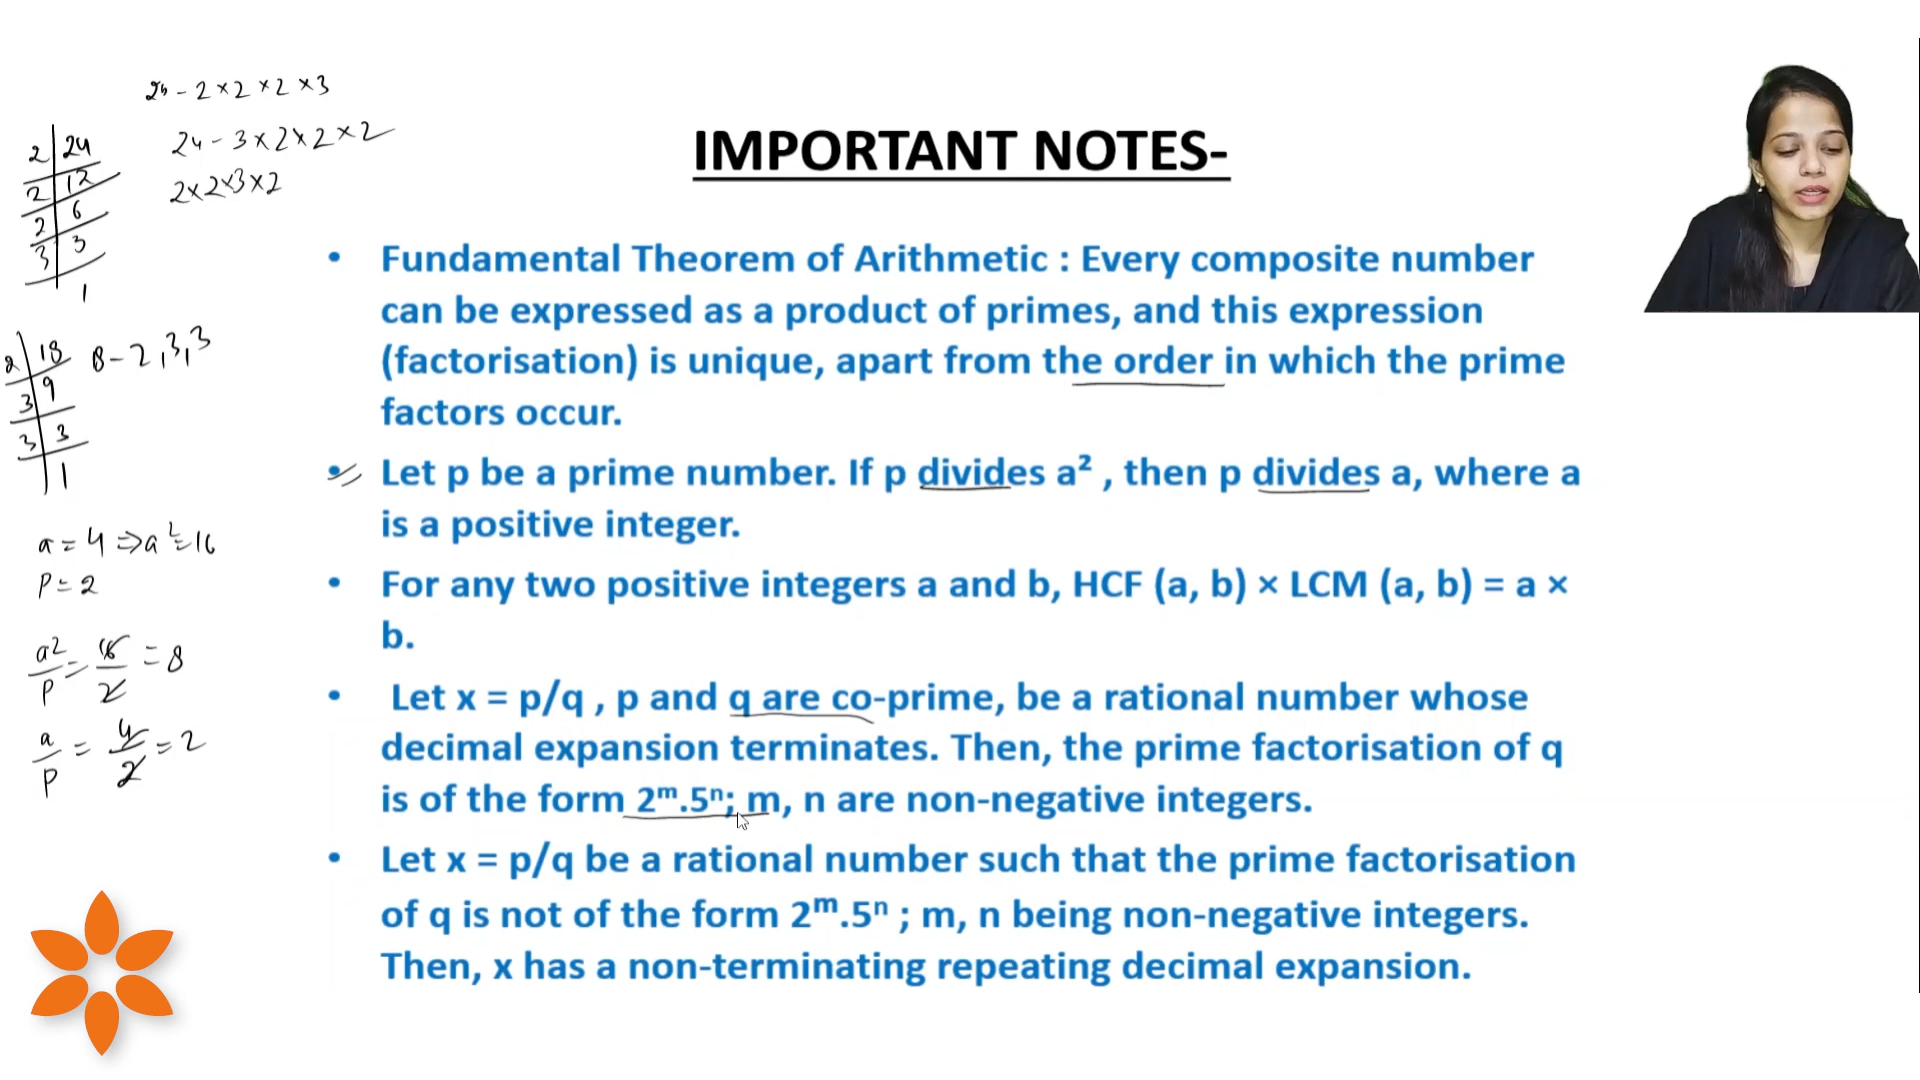 24 - 2 × 2 × 2 × 3
24 - 3 × 2 × 2 × 2
2 × 2 × 3 × 2
2 | 24
2 | 12
2 | 6
3 | 3
1
2 | 18
3 | 9
3 | 3
1
18 - 2, 3, 3
a = 4 ⇒ a² = 16
P = 2
a²/P = 16/2 = 8
a/P = 4/2 = 2
IMPORTANT NOTES-
• Fundamental Theorem of Arithmetic : Every composite number
can be expressed as a product of primes, and this expression
(factorisation) is unique, apart from the order in which the prime
factors occur.
• Let p be a prime number. If p divides a² , then p divides a, where a
is a positive integer.
• For any two positive integers a and b, HCF (a, b) × LCM (a, b) = a ×
b.
• Let x = p/q , p and q are co-prime, be a rational number whose
decimal expansion terminates. Then, the prime factorisation of q
is of the form 2ᵐ.5ⁿ; m, n are non-negative integers.
• Let x = p/q be a rational number such that the prime factorisation
of q is not of the form 2ᵐ.5ⁿ ; m, n being non-negative integers.
Then, x has a non-terminating repeating decimal expansion.